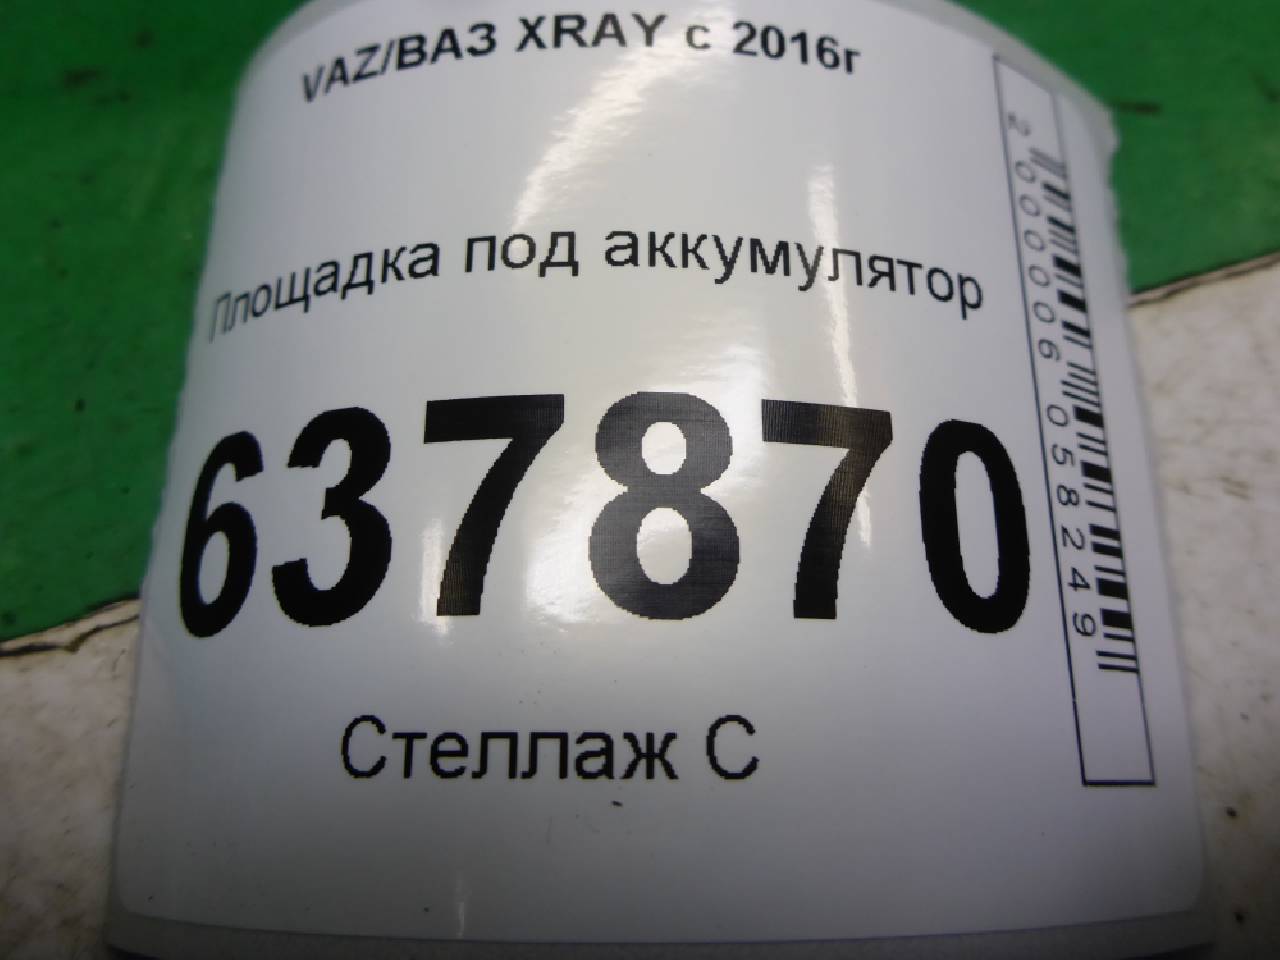 VAZ/ВАЗ XRAY с 2016г
Площадка под аккумулятор
637870
Стеллаж С
2000006058249